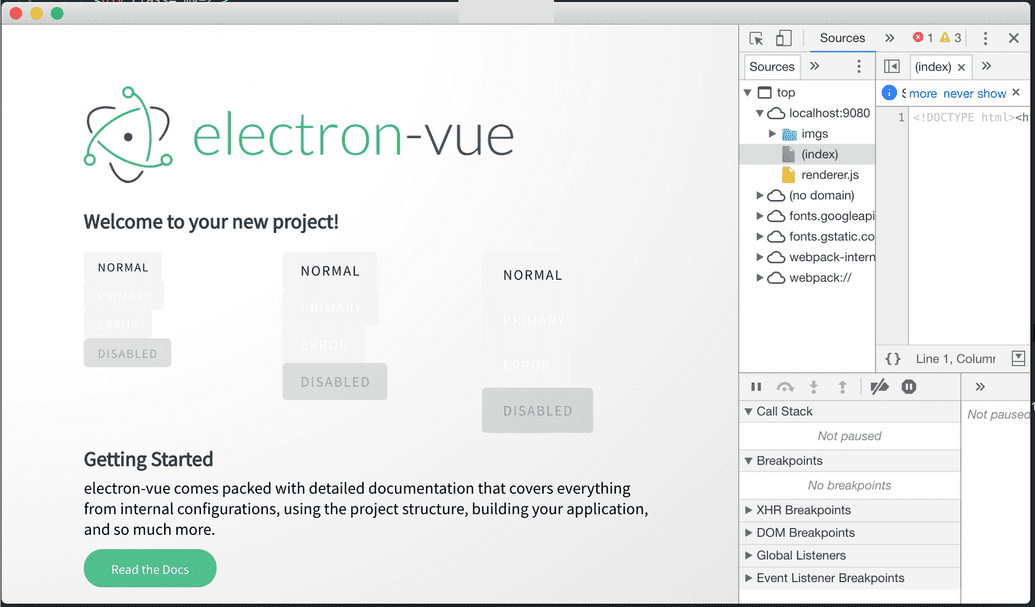 electron-vue
Welcome to your new project!
NORMAL
PRIMARY
ERROR
DISABLED
NORMAL
PRIMARY
ERROR
DISABLED
NORMAL
PRIMARY
ERROR
DISABLED
Getting Started
electron-vue comes packed with detailed documentation that covers everything
from internal configurations, using the project structure, building your application,
and so much more.
Read the Docs
Sources » 1 3
Sources »
top
localhost:9080
imgs
(index)
renderer.js
(no domain)
fonts.googleapi
fonts.gstatic.co
webpack-intern
webpack://
(index) × »
more never show ×
1 <!DOCTYPE html><h
{} Line 1, Column
»
Call Stack
Not paused
Breakpoints
No breakpoints
XHR Breakpoints
DOM Breakpoints
Global Listeners
Event Listener Breakpoints
Not paused